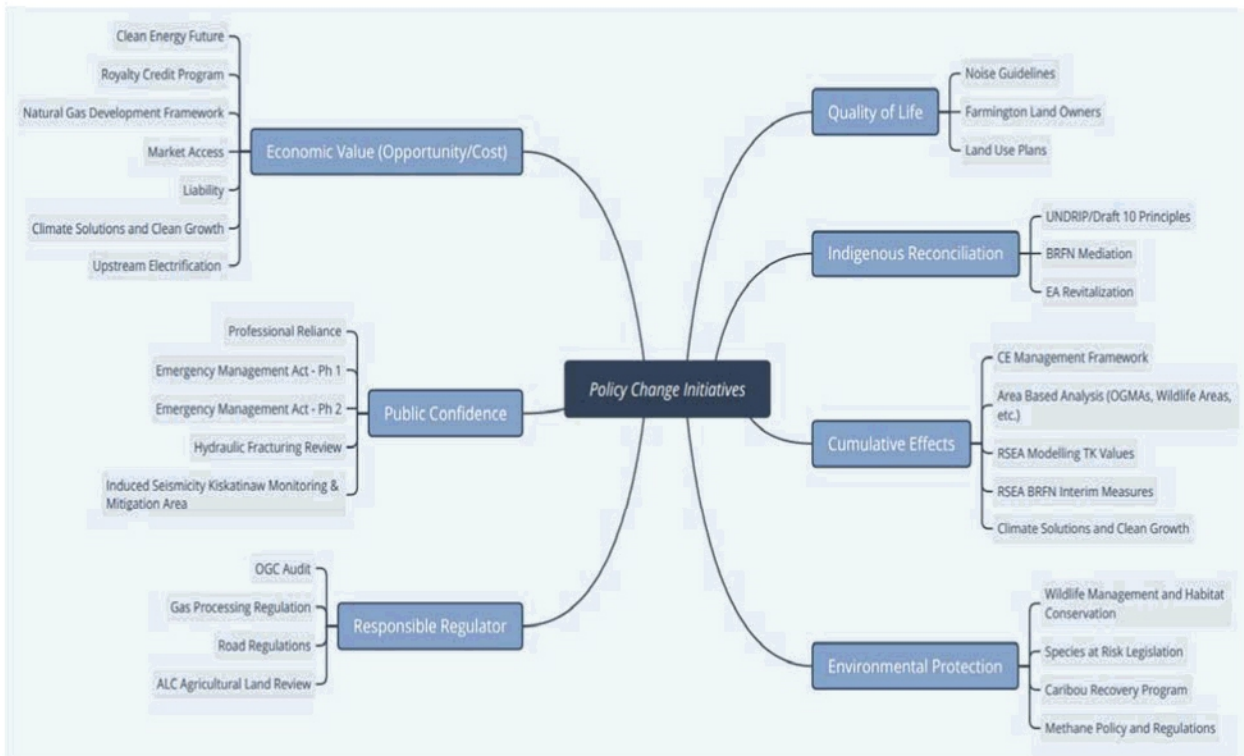 Clean Energy Future
Royalty Credit Program
Natural Gas Development Framework
Market Access
Liability
Climate Solutions and Clean Growth
Upstream Electrification
Economic Value (Opportunity/Cost)
Professional Reliance
Emergency Management Act - Ph 1
Emergency Management Act - Ph 2
Hydraulic Fracturing Review
Induced Seismicity Kiskatinaw Monitoring &
Mitigation Area
Public Confidence
OGC Audit
Gas Processing Regulation
Road Regulations
ALC Agricultural Land Review
Responsible Regulator
Policy Change Initiatives
Quality of Life
Noise Guidelines
Farmington Land Owners
Land Use Plans
Indigenous Reconciliation
UNDRIP/Draft 10 Principles
BRFN Mediation
EA Revitalization
Cumulative Effects
CE Management Framework
Area Based Analysis (OGMAs, Wildlife Areas,
etc.)
RSEA Modelling TK Values
RSEA BRFN Interim Measures
Climate Solutions and Clean Growth
Environmental Protection
Wildlife Management and Habitat
Conservation
Species at Risk Legislation
Caribou Recovery Program
Methane Policy and Regulations